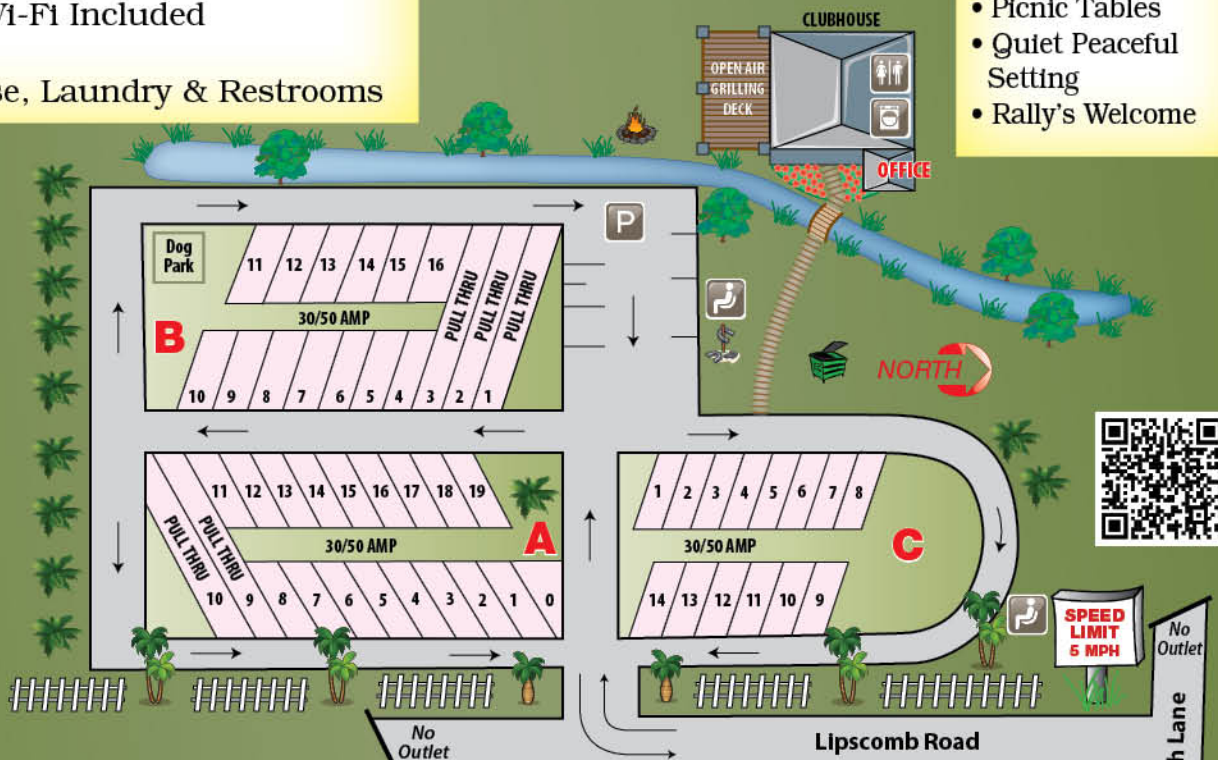 Wi-Fi Included
Laundry & Restrooms
CLUBHOUSE
• Picnic Tables
• Quiet Peaceful
Setting
• Rally's Welcome
OPEN AIR
GRILLING
DECK
OFFICE
P
Dog
Park
11 12 13 14 15 16
PULL THRU PULL THRU PULL THRU
B
30/50 AMP
10 9 8 7 6 5 4 3 2 1
NORTH
11 12 13 14 15 16 17 18 19
PULL THRU PULL THRU
30/50 AMP
A
10 9 8 7 6 5 4 3 2 1 0
1 2 3 4 5 6 7 8
30/50 AMP
C
14 13 12 11 10 9
SPEED
LIMIT
5 MPH
No
Outlet
No
Outlet
Lipscomb Road
Lane